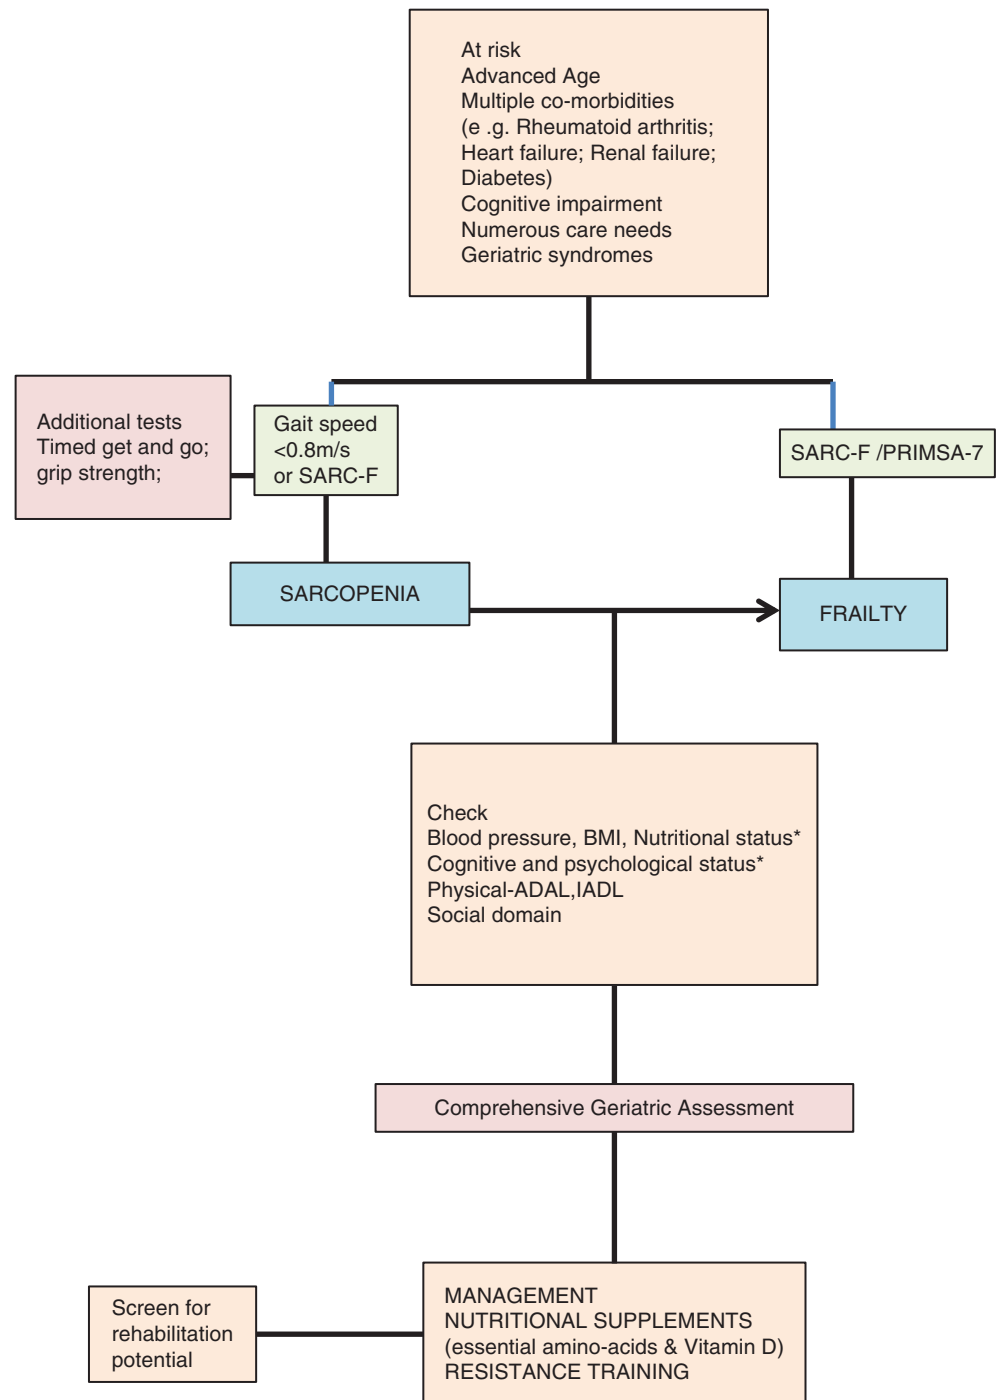 At risk
Advanced Age
Multiple co-morbidities
(e .g. Rheumatoid arthritis;
Heart failure; Renal failure;
Diabetes)
Cognitive impairment
Numerous care needs
Geriatric syndromes
Additional tests
Timed get and go;
grip strength;
Gait speed
<0.8m/s
or SARC-F
SARC-F /PRIMSA-7
SARCOPENIA
FRAILTY
Check
Blood pressure, BMI, Nutritional status*
Cognitive and psychological status*
Physical-ADAL,IADL
Social domain
Comprehensive Geriatric Assessment
Screen for
rehabilitation
potential
MANAGEMENT
NUTRITIONAL SUPPLEMENTS
(essential amino-acids & Vitamin D)
RESISTANCE TRAINING